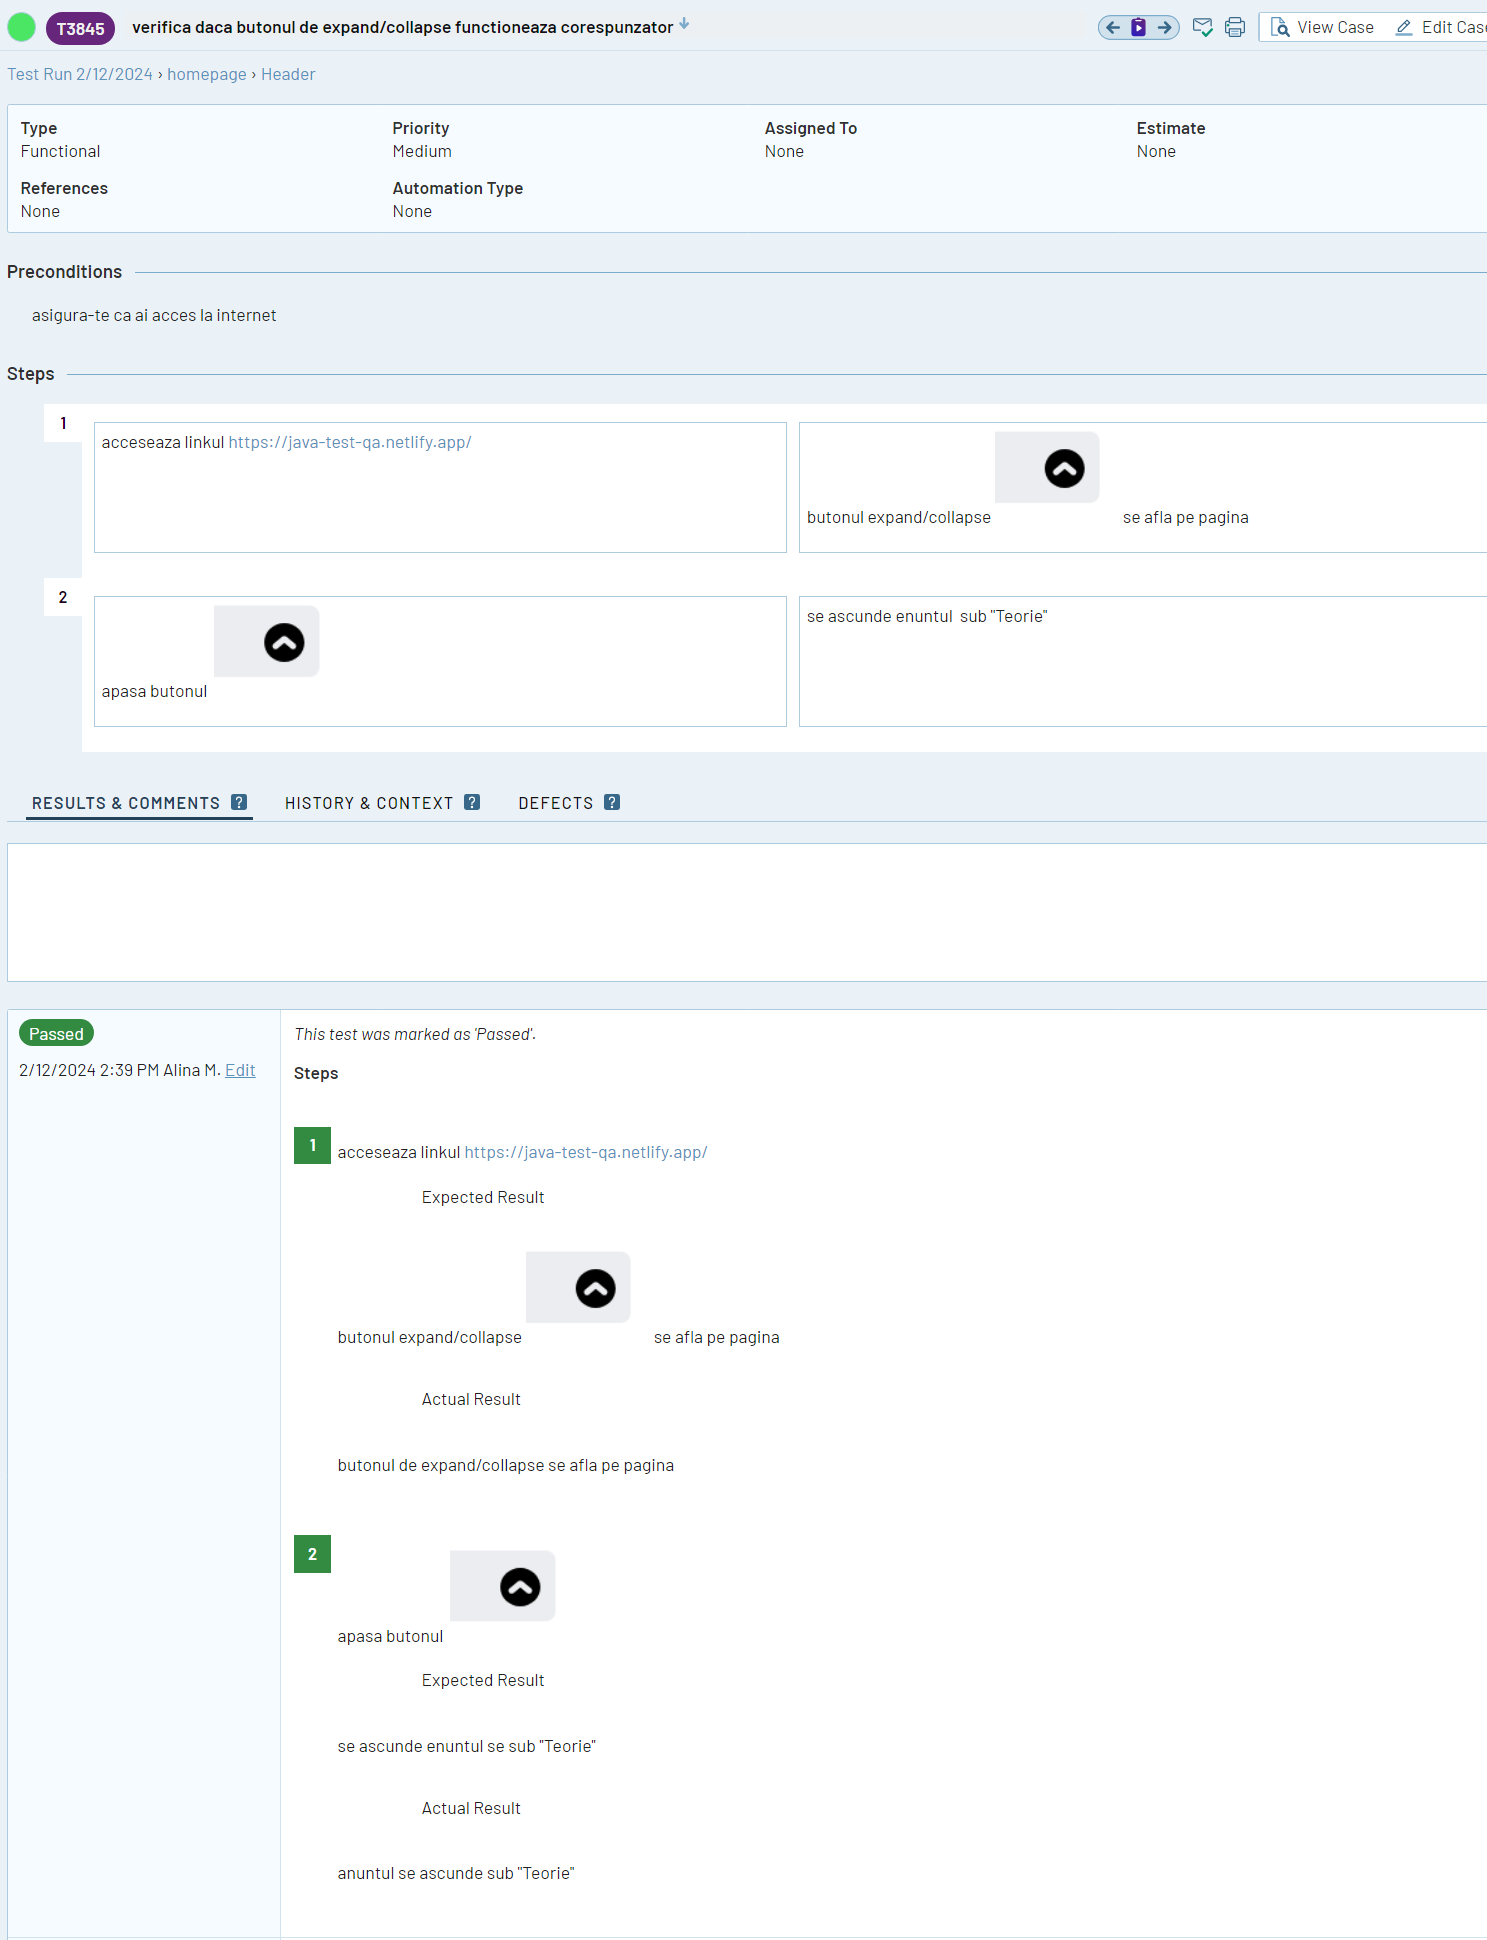 T3845 verifica daca butonul de expand/collapse functioneaza corespunzator
View Case Edit Case
Test Run 2/12/2024 › homepage › Header
Type Priority Assigned To Estimate
Functional Medium None None
References Automation Type
None None
Preconditions
asigura-te ca ai acces la internet
Steps
1
acceseaza linkul https://java-test-qa.netlify.app/
butonul expand/collapse se afla pe pagina
2
apasa butonul
se ascunde enuntul  sub "Teorie"
RESULTS & COMMENTS ? HISTORY & CONTEXT ? DEFECTS ?
Passed
2/12/2024 2:39 PM Alina M. Edit
This test was marked as 'Passed'.
Steps
1 acceseaza linkul https://java-test-qa.netlify.app/
Expected Result
butonul expand/collapse se afla pe pagina
Actual Result
butonul de expand/collapse se afla pe pagina
2
apasa butonul
Expected Result
se ascunde enuntul se sub "Teorie"
Actual Result
anuntul se ascunde sub "Teorie"